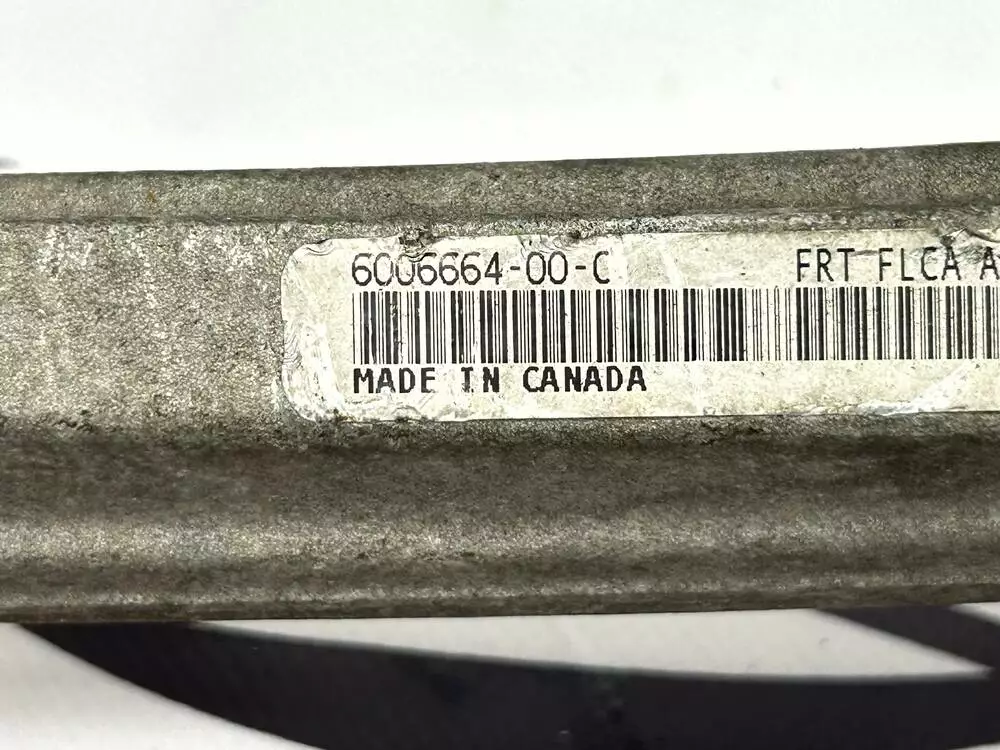 6006664-00-C FRT FLCA A
MADE IN CANADA